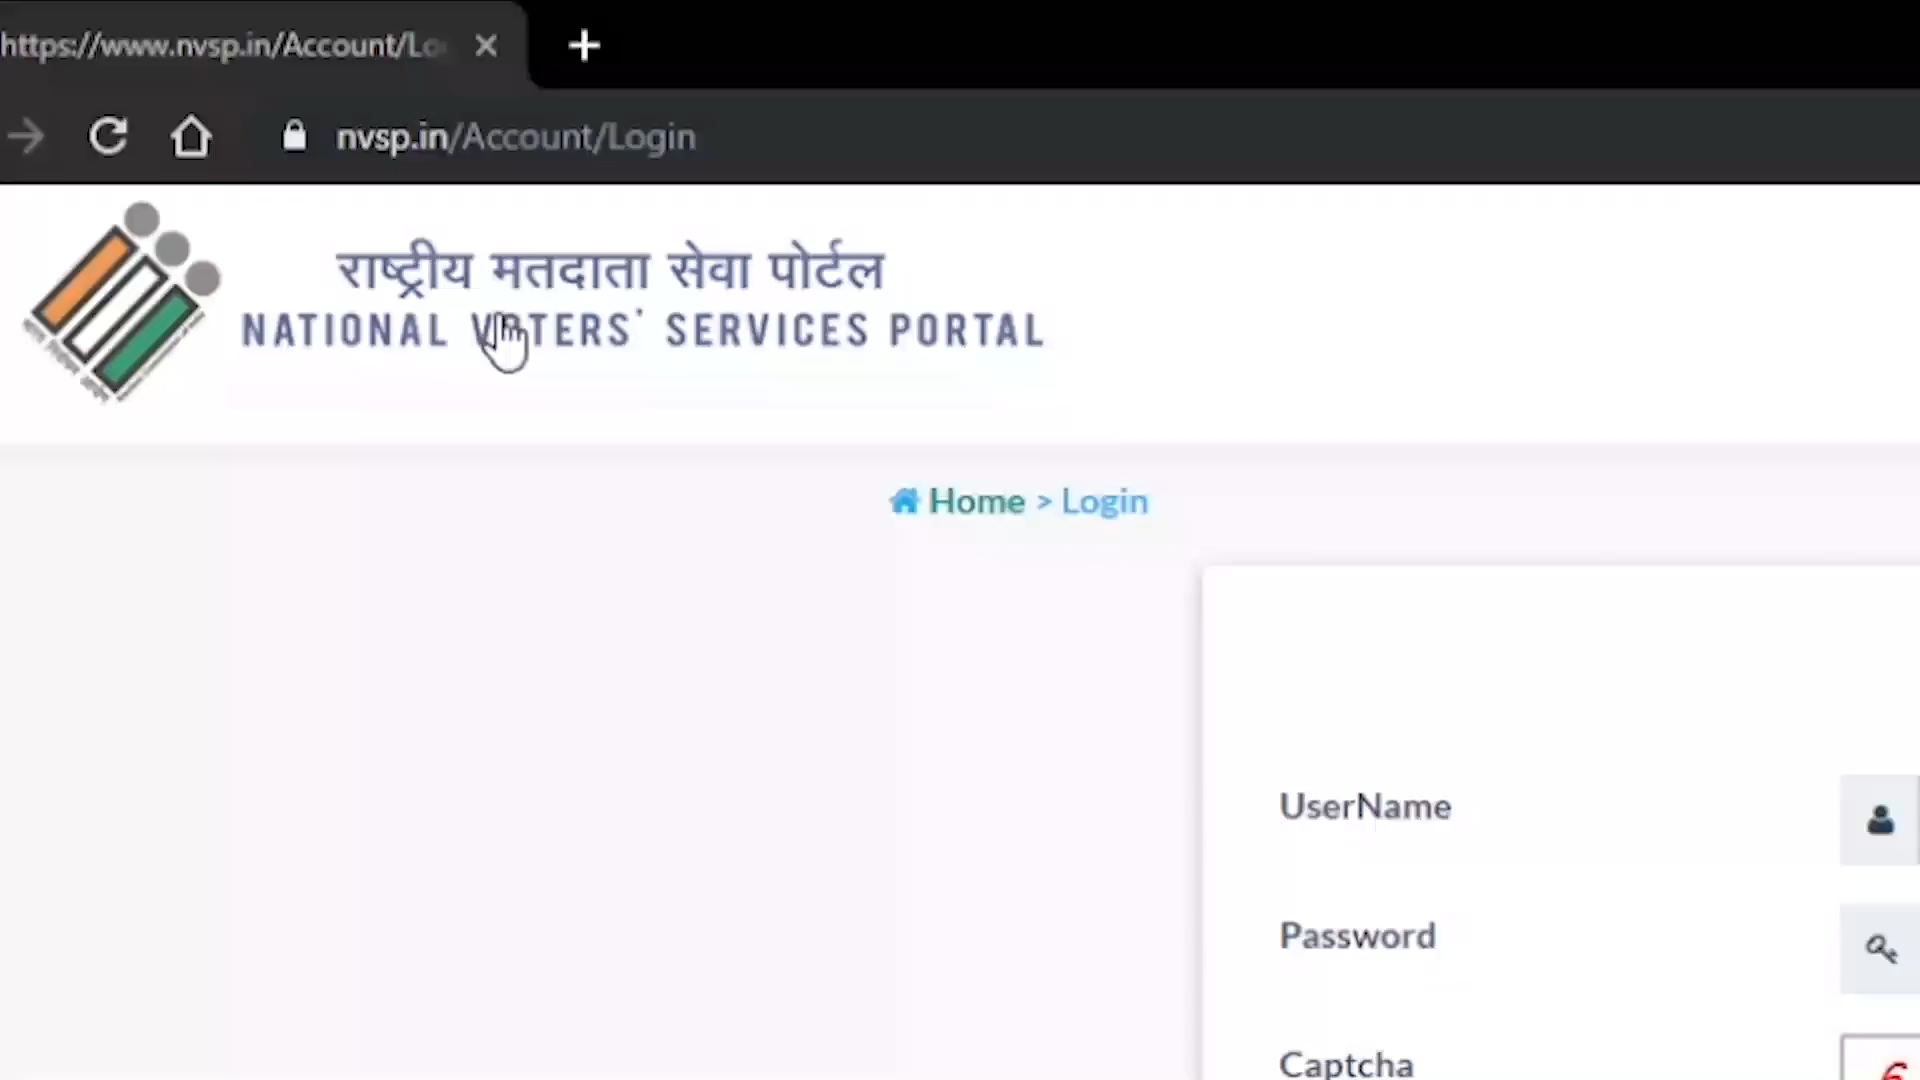 https://www.nvsp.in/Account/Lo
nvsp.in/Account/Login
राष्ट्रीय मतदाता सेवा पोर्टल
NATIONAL VOTERS' SERVICES PORTAL
Home > Login
UserName
Password
Captcha